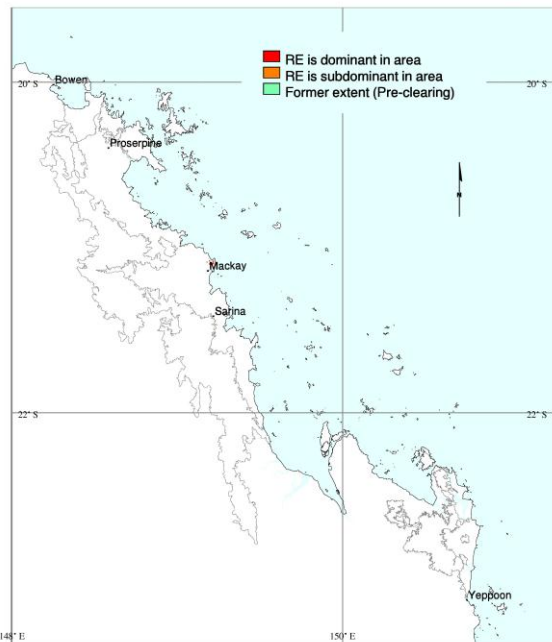 RE is dominant in area
RE is subdominant in area
Former extent (Pre-clearing)
20° S
20° S
Bowen
Proserpine
N
Mackay
Sarina
22° S
22° S
Yeppoon
148° E
150° E